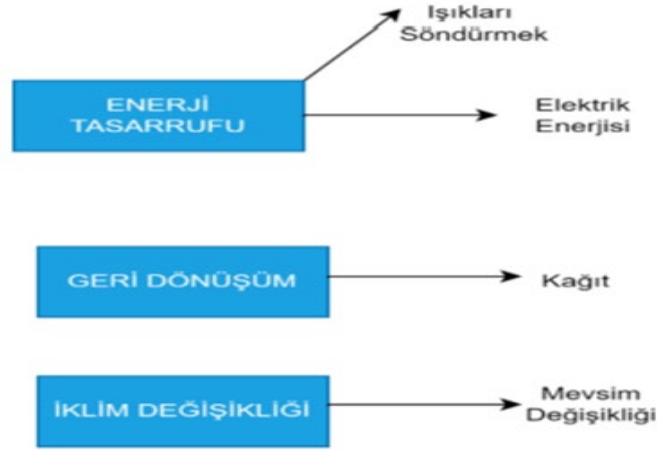 Işıkları
Söndürmek
ENERJİ
TASARRUFU
Elektrik
Enerjisi
GERİ DÖNÜŞÜM
Kağıt
İKLİM DEĞİŞİKLİĞİ
Mevsim
Değişikliği